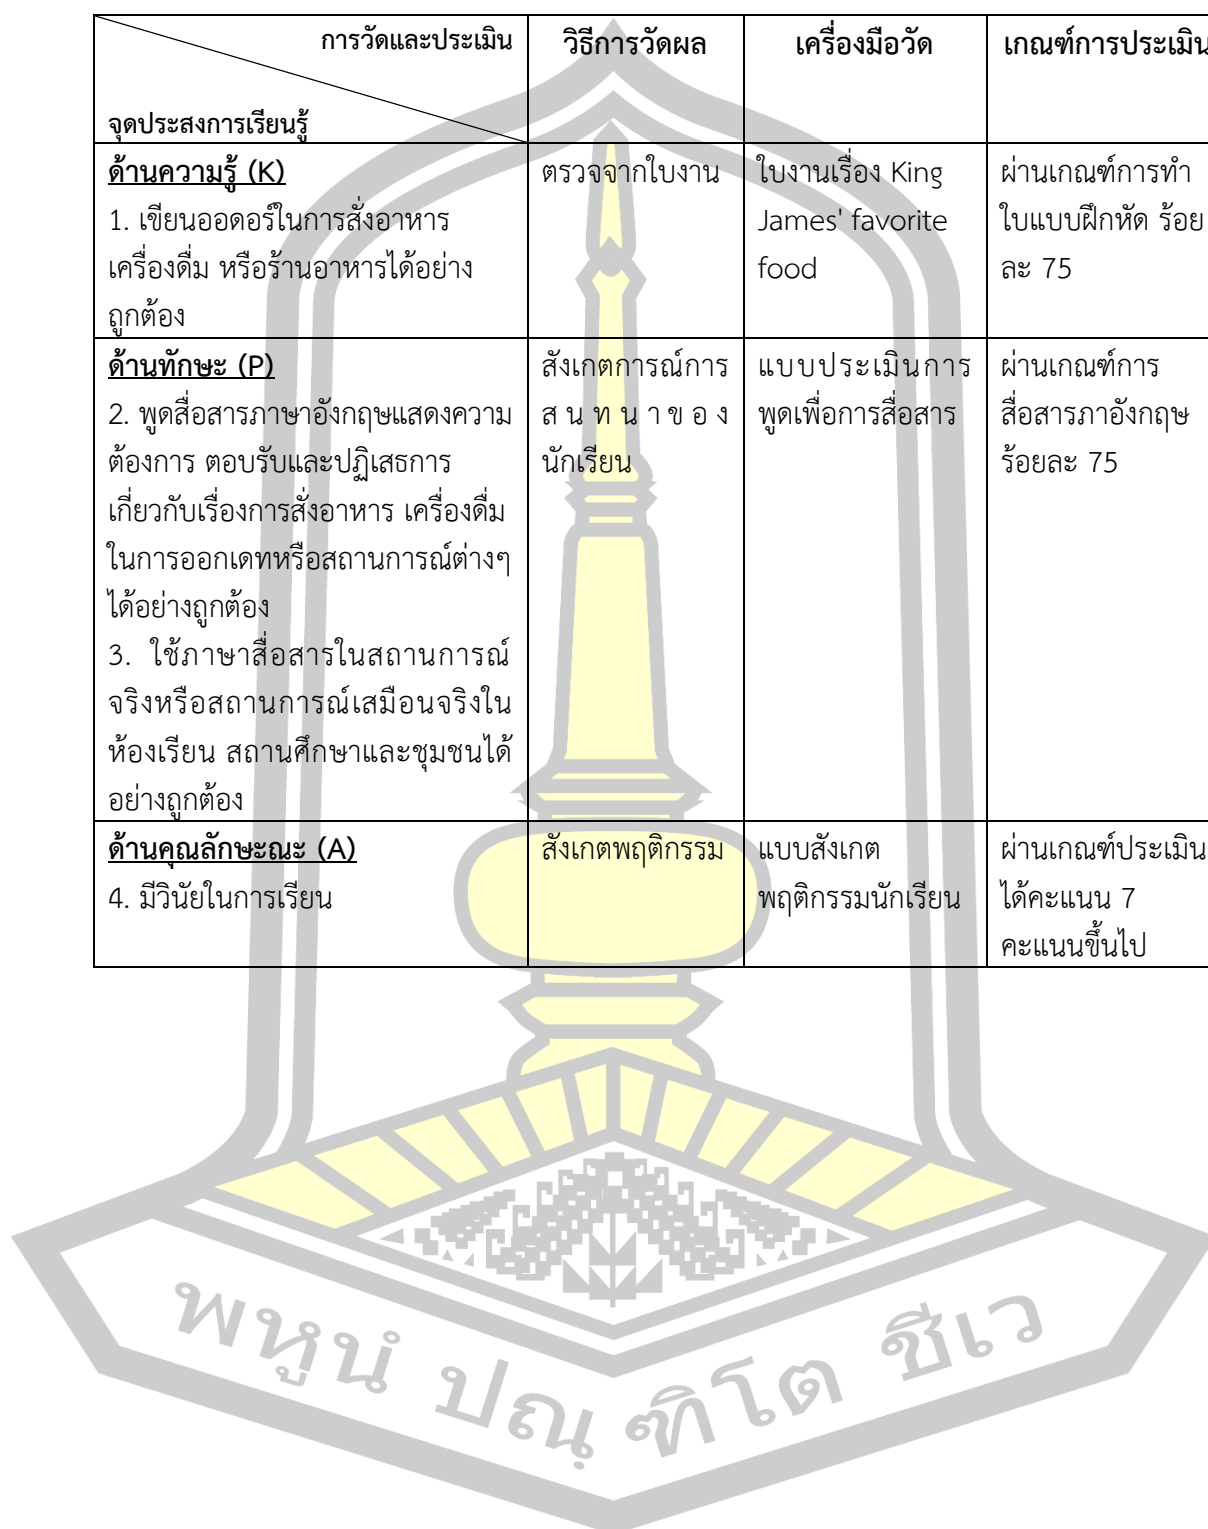 การวัดและประเมิน
จุดประสงการเรียนรู้
วิธีการวัดผล
เครื่องมือวัด
เกณฑ์การประเมิน
ด้านความรู้ (K)
1. เขียนออดอร์ในการสั่งอาหาร
เครื่องดื่ม หรือร้านอาหารได้อย่าง
ถูกต้อง
ตรวจจากใบงาน
ใบงานเรื่อง King
James' favorite
food
ผ่านเกณฑ์การทำ
ใบแบบฝึกหัด ร้อย
ละ 75
ด้านทักษะ (P)
2. พูดสื่อสารภาษาอังกฤษแสดงความ
ต้องการ ตอบรับและปฏิเสธการ
เกี่ยวกับเรื่องการสั่งอาหาร เครื่องดื่ม
ในการออกเดทหรือสถานการณ์ต่างๆ
ได้อย่างถูกต้อง
3. ใช้ภาษาสื่อสารในสถานการณ์
จริงหรือสถานการณ์เสมือนจริงใน
ห้องเรียน สถานศึกษาและชุมชนได้
อย่างถูกต้อง
สังเกตการณ์การ
สนทนาของ
นักเรียน
แบบประเมินการ
พูดเพื่อการสื่อสาร
ผ่านเกณฑ์การ
สื่อสารภาอังกฤษ
ร้อยละ 75
ด้านคุณลักษะณะ (A)
4. มีวินัยในการเรียน
สังเกตพฤติกรรม
แบบสังเกต
พฤติกรรมนักเรียน
ผ่านเกณฑ์ประเมิน
ได้คะแนน 7
คะแนนขึ้นไป
พหูนํ ปณฺฑิโต ชีเว